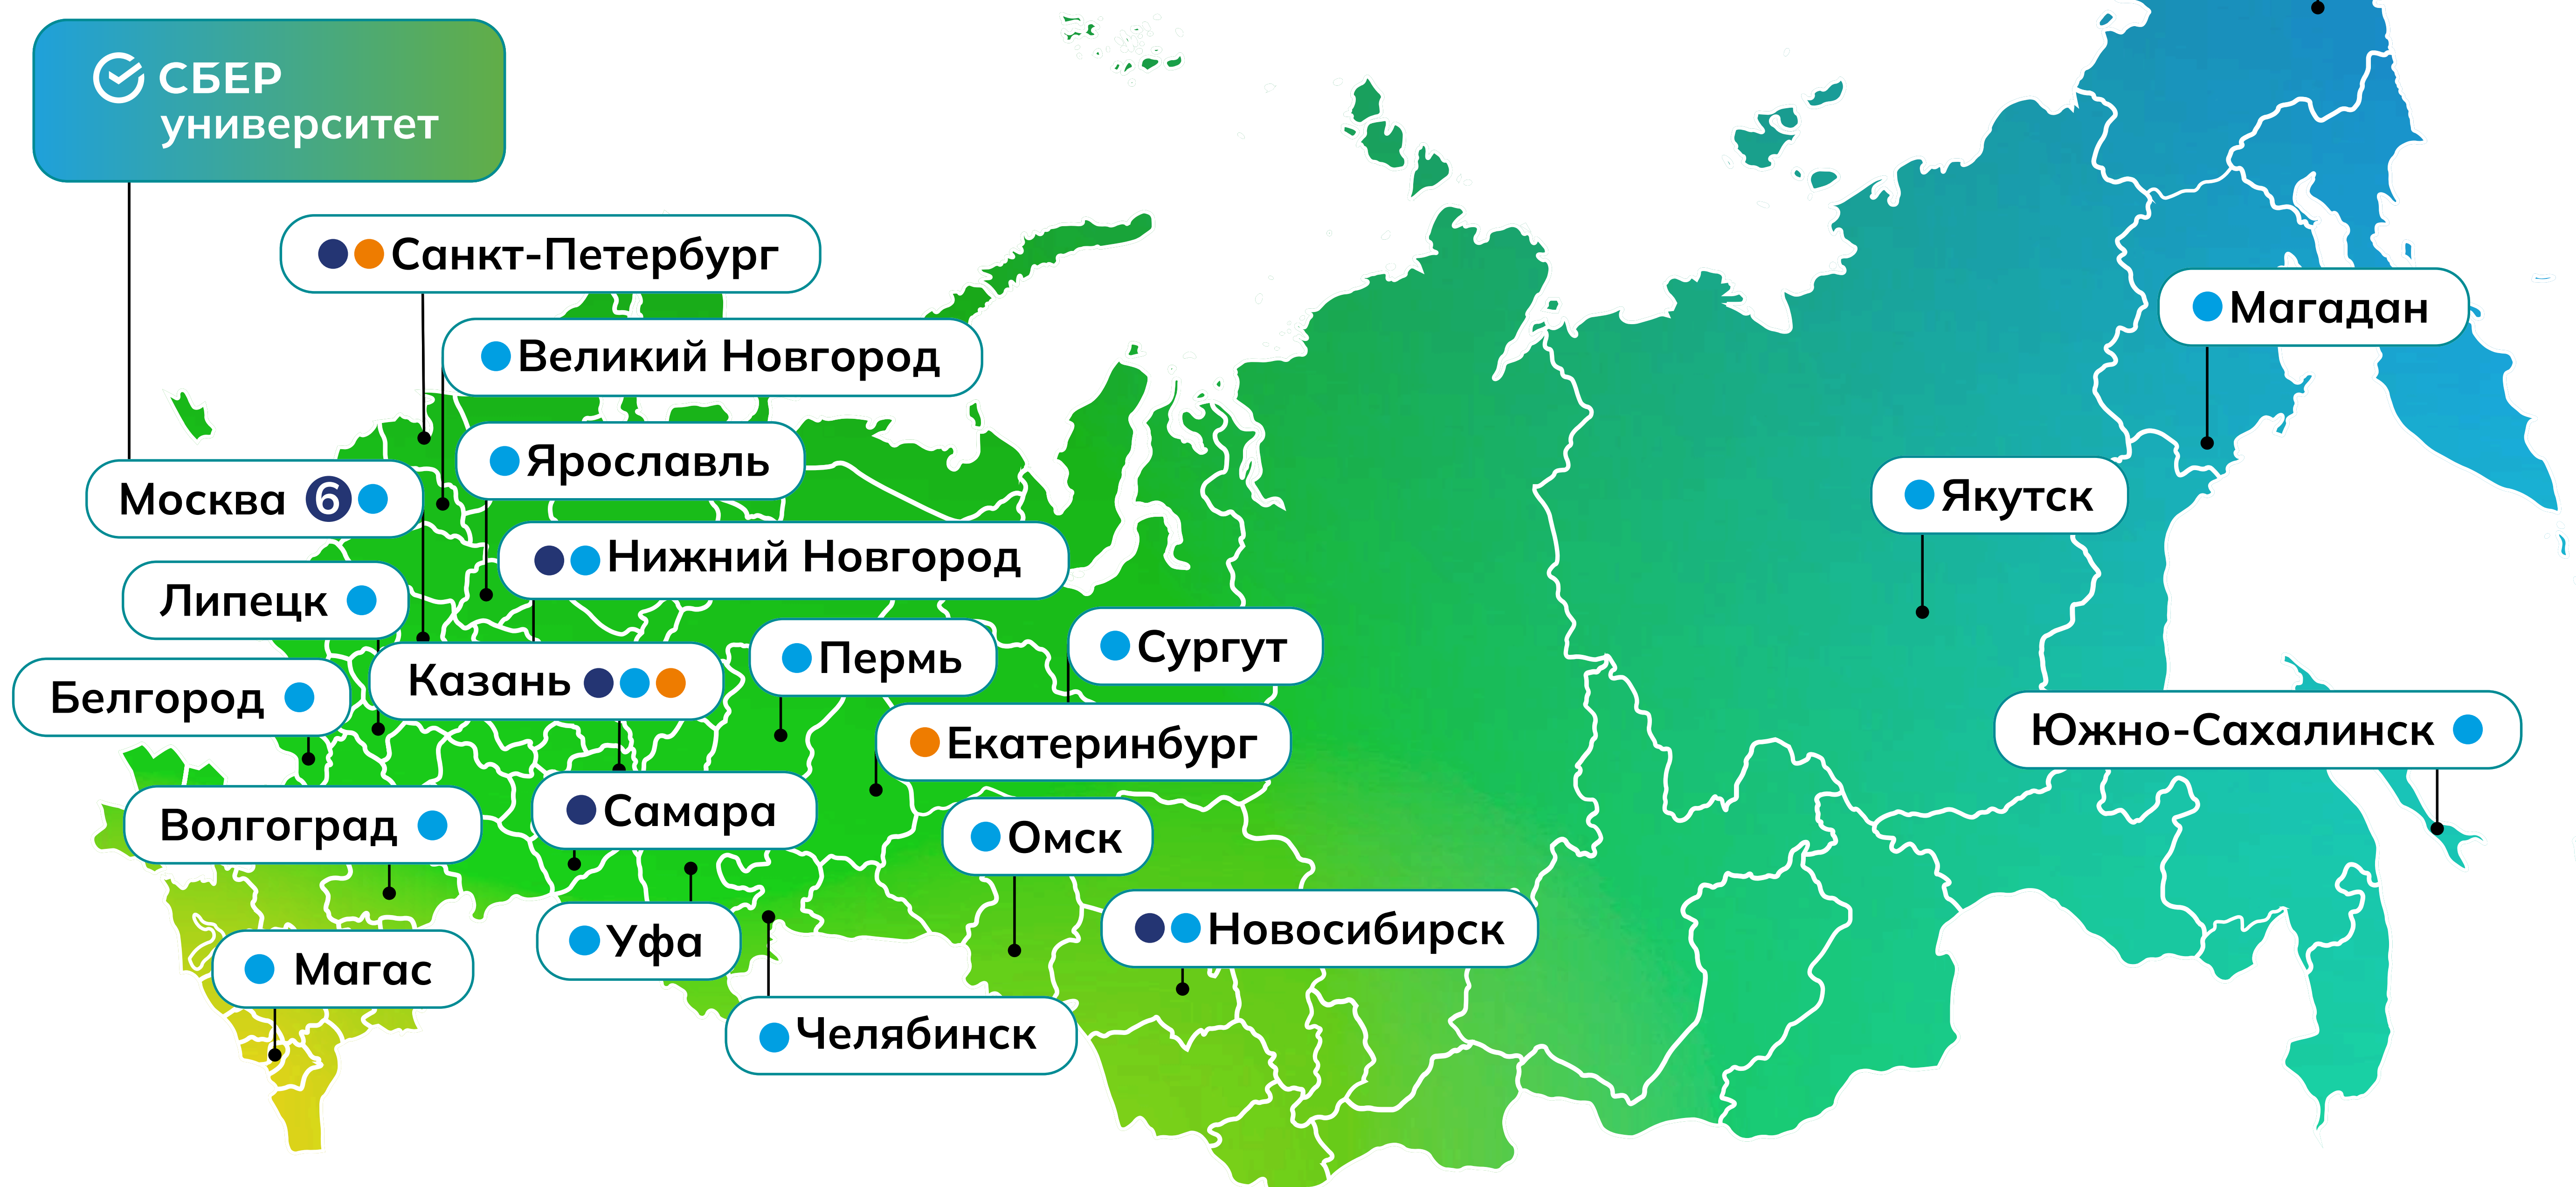 СБЕР
университет
Санкт-Петербург
Великий Новгород
Магадан
Ярославль
Москва 6
Якутск
Нижний Новгород
Липецк
Сургут
Пермь
Казань
Белгород
Южно-Сахалинск
Екатеринбург
Самара
Волгоград
Омск
Новосибирск
Уфа
Магас
Челябинск